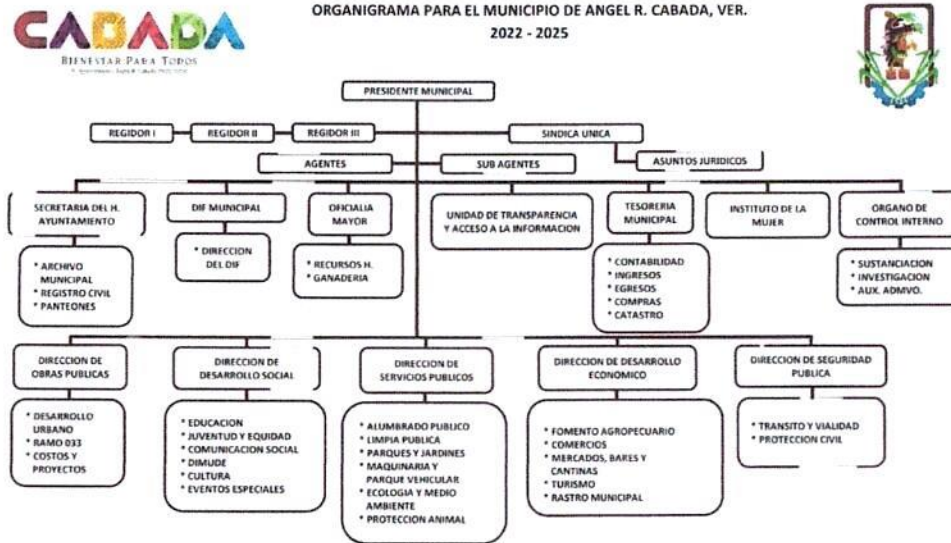 ORGANIGRAMA PARA EL MUNICIPIO DE ANGEL R. CABADA, VER.
2022 - 2025
CABADA
BIENESTAR PARA TODOS
PRESIDENTE MUNICIPAL
REGIDOR I
REGIDOR II
REGIDOR III
SINDICA UNICA
AGENTES
SUB AGENTES
ASUNTOS JURIDICOS
SECRETARIA DEL H.
AYUNTAMIENTO
DIF MUNICIPAL
OFICIALIA
MAYOR
UNIDAD DE TRANSPARENCIA
Y ACCESO A LA INFORMACION
TESORERIA
MUNICIPAL
INSTITUTO DE LA
MUJER
ORGANO DE
CONTROL INTERNO
* ARCHIVO
MUNICIPAL
* REGISTRO CIVIL
* PANTEONES
* DIRECCION
DEL DIF
* RECURSOS H.
* GANADERIA
* CONTABILIDAD
* INGRESOS
* EGRESOS
* COMPRAS
* CATASTRO
* SUSTANCIACION
* INVESTIGACION
* AUX. ADMVO.
DIRECCION DE
OBRAS PUBLICAS
DIRECCION DE
DESARROLLO SOCIAL
DIRECCION DE
SERVICIOS PUBLICOS
DIRECCION DE DESARROLLO
ECONOMICO
DIRECCION DE SEGURIDAD
PUBLICA
* DESARROLLO
URBANO
* RAMO 033
* COSTOS Y
PROYECTOS
* EDUCACION
* JUVENTUD Y EQUIDAD
* COMUNICACION SOCIAL
* DIMUDE
* CULTURA
* EVENTOS ESPECIALES
* ALUMBRADO PUBLICO
* LIMPIA PUBLICA
* PARQUES Y JARDINES
* MAQUINARIA Y
PARQUE VEHICULAR
* ECOLOGIA Y MEDIO
AMBIENTE
* PROTECCION ANIMAL
* FOMENTO AGROPECUARIO
* COMERCIOS
* MERCADOS, BARES Y
CANTINAS
* TURISMO
* RASTRO MUNICIPAL
* TRANSITO Y VIALIDAD
* PROTECCION CIVIL